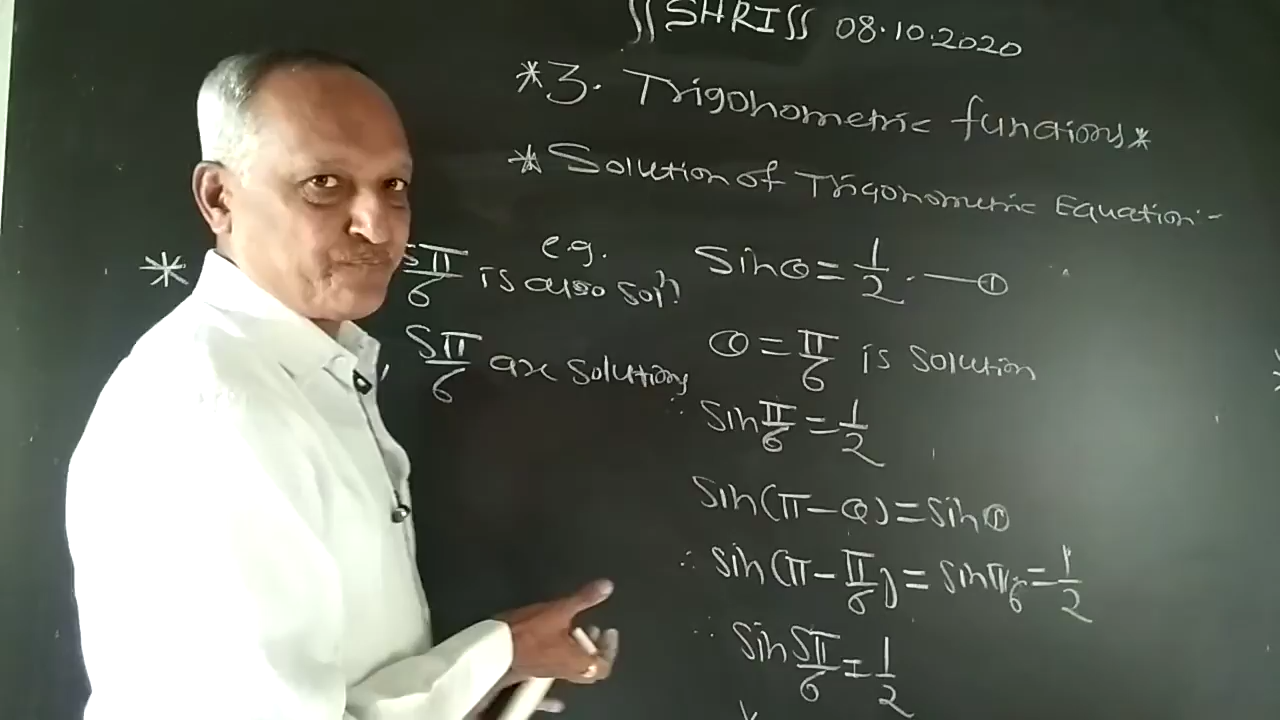 ʃʃSHRIʃʃ 08.10.2020
*3. Trigonometric functions*
*Solution of Trigonometric Equation:-
e.g. Sinθ = 1/2. — ①
θ = π/6 is solution
∵ Sin π/6 = 1/2
Sin(π-θ) = sinθ
∴ sin(π - π/6) = sin π/6 = 1/2
∴ Sin 5π/6 = 1/2
* 5π/6 is also solⁿ.
, 5π/6 are solutions